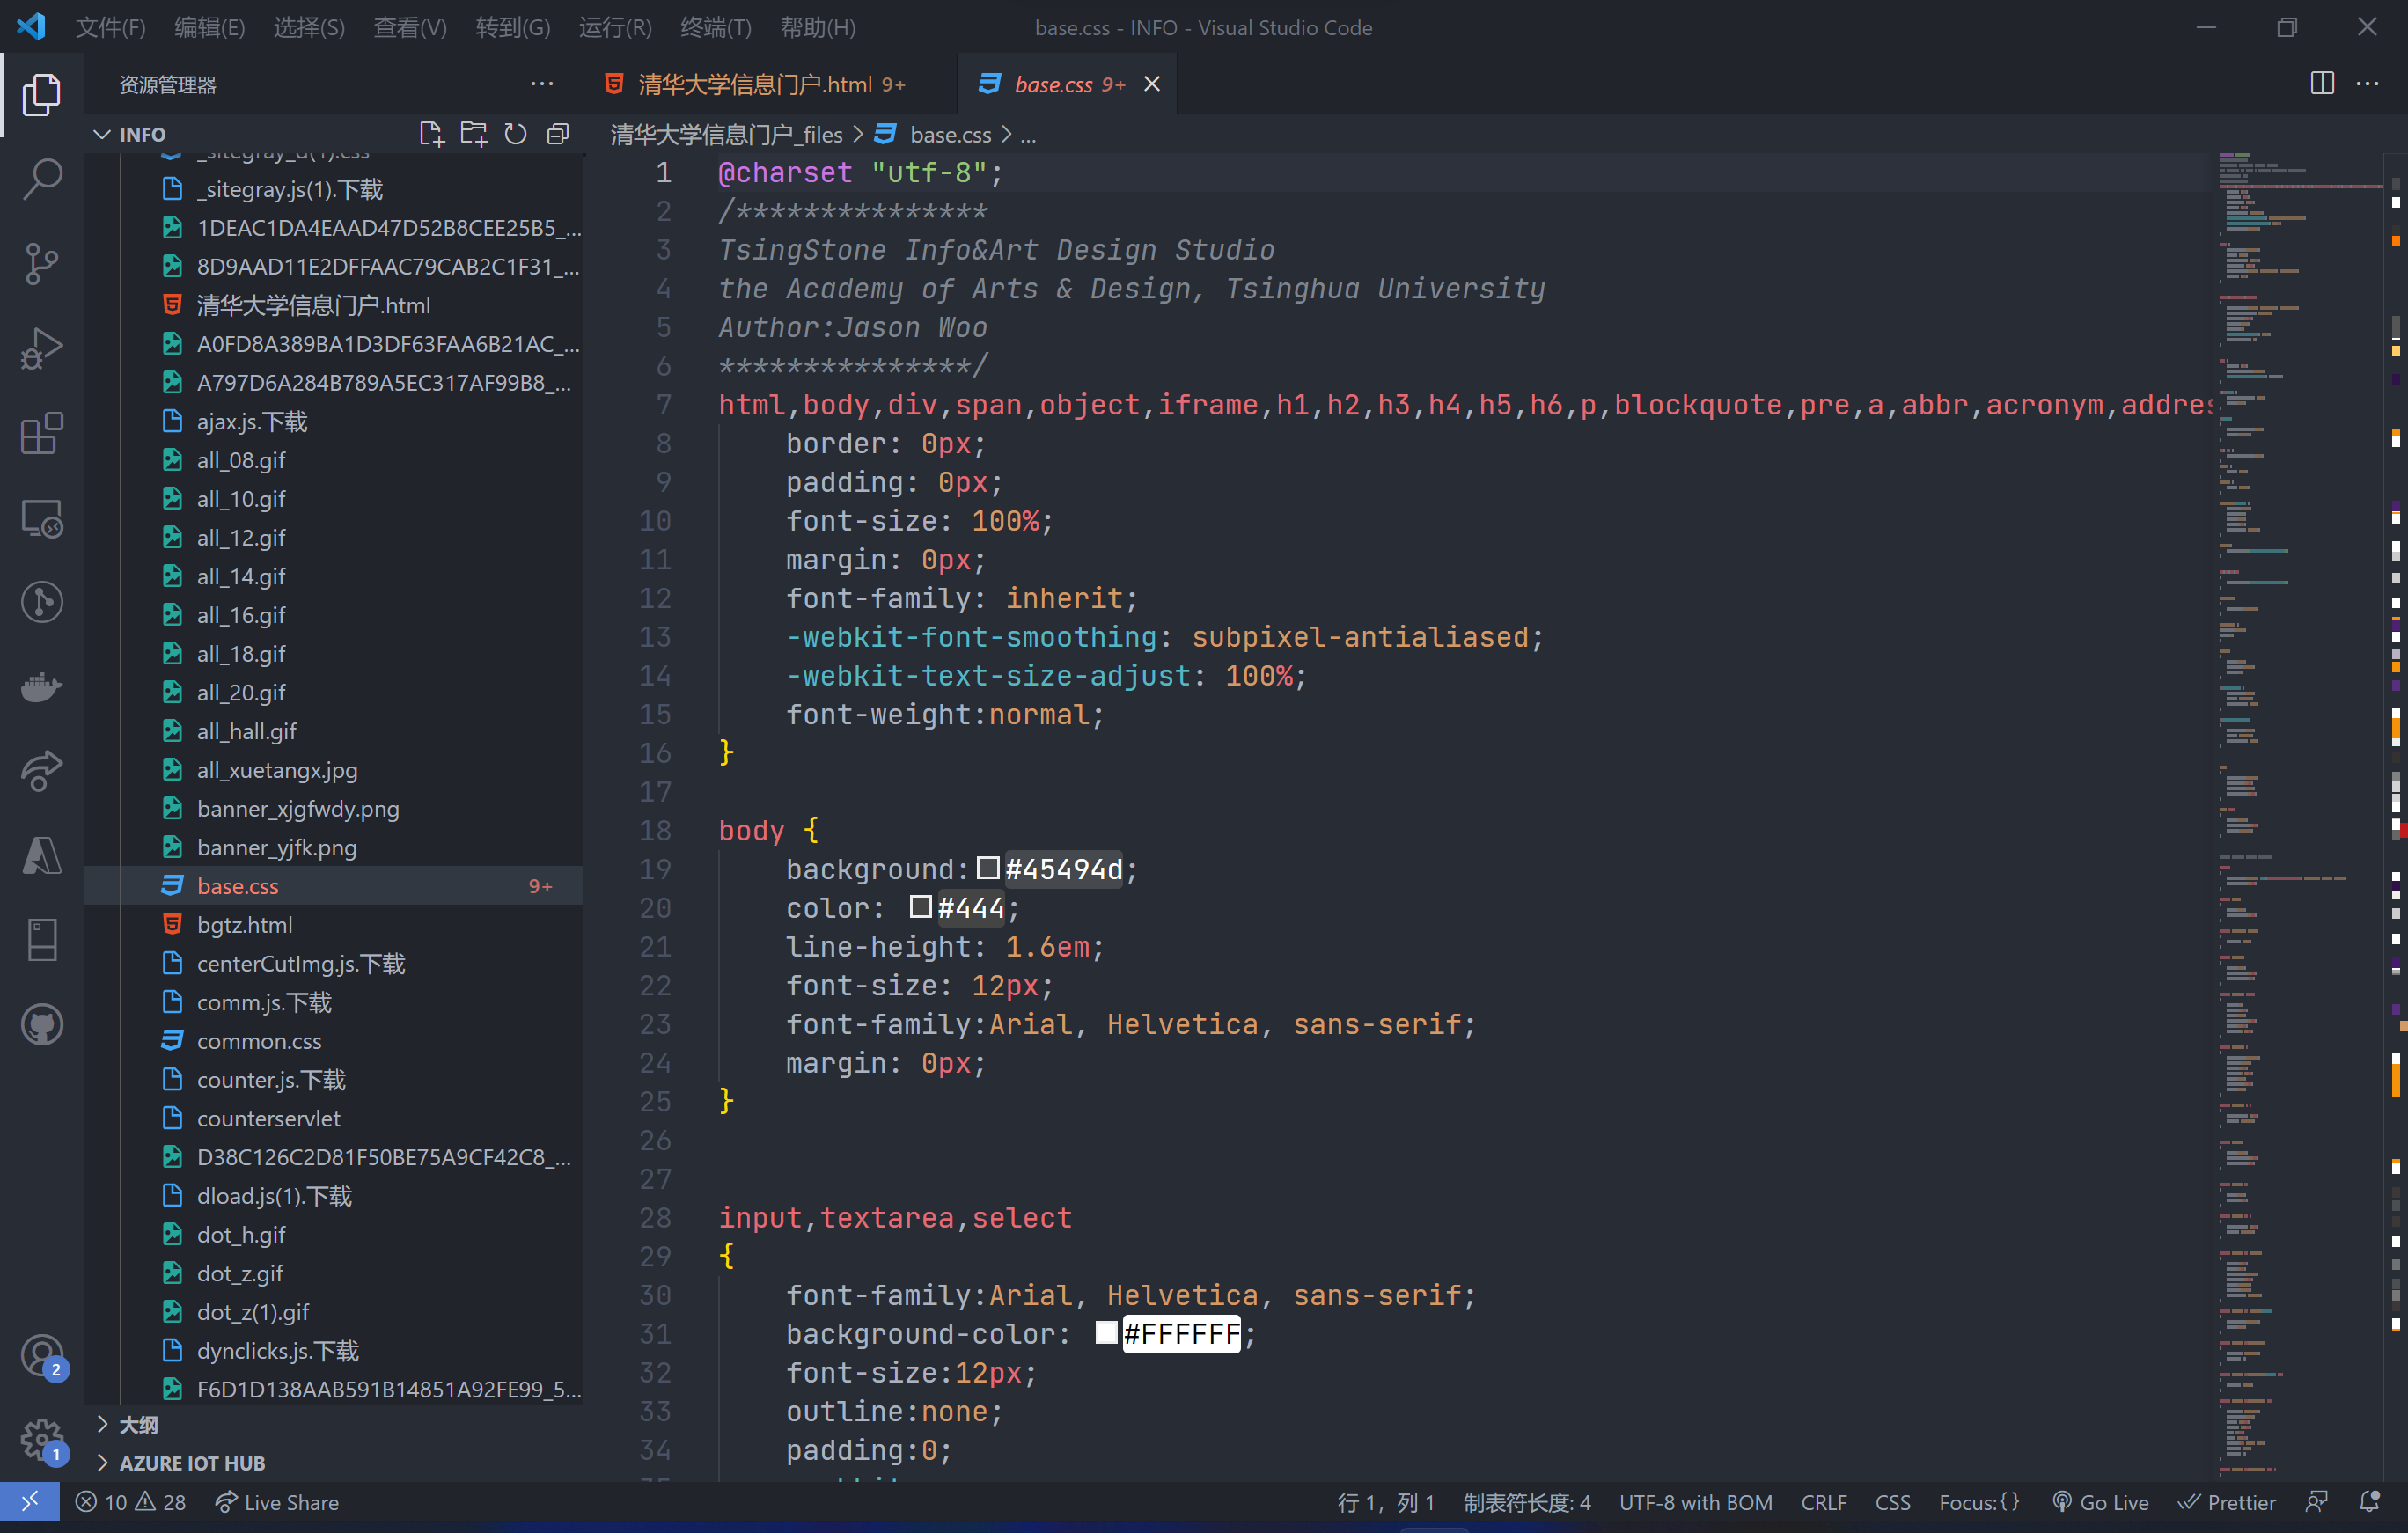 文件(F) 编辑(E) 选择(S) 查看(V) 转到(G) 运行(R) 终端(T) 帮助(H)
base.css - INFO - Visual Studio Code
资源管理器
INFO
_sitegray_d(1).css
_sitegray.js(1).下载
1DEAC1DA4EAAD47D52B8CEE25B5_...
8D9AAD11E2DFFAAC79CAB2C1F31_...
清华大学信息门户.html
A0FD8A389BA1D3DF63FAA6B21AC_...
A797D6A284B789A5EC317AF99B8_...
ajax.js.下载
all_08.gif
all_10.gif
all_12.gif
all_14.gif
all_16.gif
all_18.gif
all_20.gif
all_hall.gif
all_xuetangx.jpg
banner_xjgfwdy.png
banner_yjfk.png
base.css 9+
bgtz.html
centerCutImg.js.下载
comm.js.下载
common.css
counter.js.下载
counterservlet
D38C126C2D81F50BE75A9CF42C8_...
dload.js(1).下载
dot_h.gif
dot_z.gif
dot_z(1).gif
dynclicks.js.下载
F6D1D138AAB591B14851A92FE99_5...
大纲
AZURE IOT HUB
2
1
清华大学信息门户.html 9+
base.css 9+
清华大学信息门户_files > base.css > ...
1 @charset "utf-8";
2 /***************
3 TsingStone Info&Art Design Studio
4 the Academy of Arts & Design, Tsinghua University
5 Author:Jason Woo
6 ***************/
7 html,body,div,span,object,iframe,h1,h2,h3,h4,h5,h6,p,blockquote,pre,a,abbr,acronym,addres
8 border: 0px;
9 padding: 0px;
10 font-size: 100%;
11 margin: 0px;
12 font-family: inherit;
13 -webkit-font-smoothing: subpixel-antialiased;
14 -webkit-text-size-adjust: 100%;
15 font-weight:normal;
16 }
17
18 body {
19 background:#45494d;
20 color: #444;
21 line-height: 1.6em;
22 font-size: 12px;
23 font-family:Arial, Helvetica, sans-serif;
24 margin: 0px;
25 }
26
27
28 input,textarea,select
29 {
30 font-family:Arial, Helvetica, sans-serif;
31 background-color: #FFFFFF;
32 font-size:12px;
33 outline:none;
34 padding:0;
10 28 Live Share
行 1，列 1 制表符长度: 4 UTF-8 with BOM CRLF CSS Focus:{} Go Live Prettier